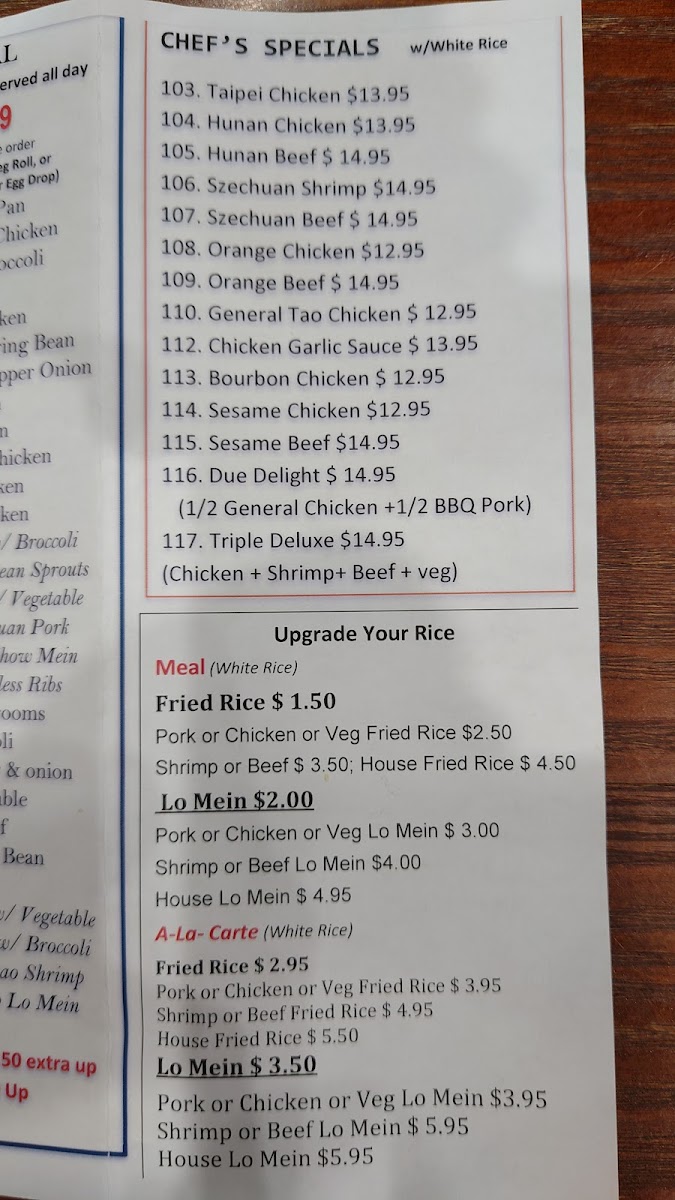 L
erved all day
9
order
g Roll, or
Egg Drop)
Pan
Chicken
occoli
ken
ring Bean
pper Onion
n
hicken
ken
ken
/ Broccoli
ean Sprouts
/ Vegetable
uan Pork
how Mein
less Ribs
ooms
li
& onion
ble
f
Bean
w/ Vegetable
w/ Broccoli
ao Shrimp
Lo Mein
50 extra up
Up
CHEF'S SPECIALS w/White Rice
103. Taipei Chicken $13.95
104. Hunan Chicken $13.95
105. Hunan Beef $ 14.95
106. Szechuan Shrimp $14.95
107. Szechuan Beef $ 14.95
108. Orange Chicken $12.95
109. Orange Beef $ 14.95
110. General Tao Chicken $ 12.95
112. Chicken Garlic Sauce $ 13.95
113. Bourbon Chicken $ 12.95
114. Sesame Chicken $12.95
115. Sesame Beef $14.95
116. Due Delight $ 14.95
(1/2 General Chicken +1/2 BBQ Pork)
117. Triple Deluxe $14.95
(Chicken + Shrimp+ Beef + veg)
Upgrade Your Rice
Meal (White Rice)
Fried Rice $ 1.50
Pork or Chicken or Veg Fried Rice $2.50
Shrimp or Beef $ 3.50; House Fried Rice $ 4.50
Lo Mein $2.00
Pork or Chicken or Veg Lo Mein $ 3.00
Shrimp or Beef Lo Mein $4.00
House Lo Mein $ 4.95
A-La- Carte (White Rice)
Fried Rice $ 2.95
Pork or Chicken or Veg Fried Rice $ 3.95
Shrimp or Beef Fried Rice $ 4.95
House Fried Rice $ 5.50
Lo Mein $ 3.50
Pork or Chicken or Veg Lo Mein $3.95
Shrimp or Beef Lo Mein $ 5.95
House Lo Mein $5.95